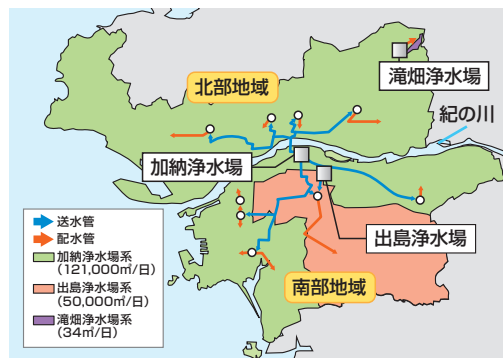 滝畑浄水場
北部地域
紀の川
加納浄水場
出島浄水場
南部地域
送水管
配水管
加納浄水場系
(121,000㎥/日)
出島浄水場系
(50,000㎥/日)
滝畑浄水場系
(34㎥/日)